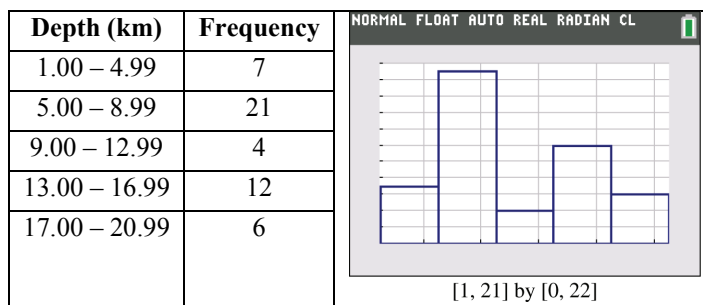 Depth (km) Frequency
1.00 – 4.99 7
5.00 – 8.99 21
9.00 – 12.99 4
13.00 – 16.99 12
17.00 – 20.99 6
NORMAL FLOAT AUTO REAL RADIAN CL
[1, 21] by [0, 22]